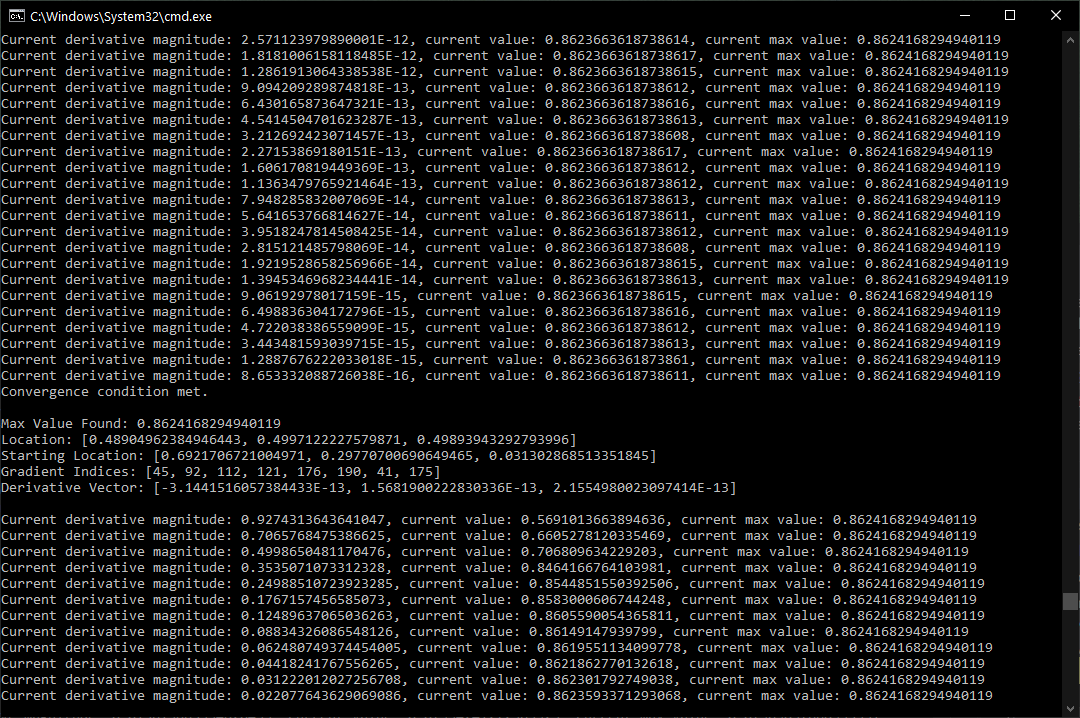 C:\Windows\System32\cmd.exe
Current derivative magnitude: 2.571123979890001E-12, current value: 0.8623663618738614, current max value: 0.8624168294940119
Current derivative magnitude: 1.8181006158118485E-12, current value: 0.8623663618738617, current max value: 0.8624168294940119
Current derivative magnitude: 1.2861913064338538E-12, current value: 0.8623663618738615, current max value: 0.8624168294940119
Current derivative magnitude: 9.094209289874818E-13, current value: 0.8623663618738612, current max value: 0.8624168294940119
Current derivative magnitude: 6.430165873647321E-13, current value: 0.8623663618738616, current max value: 0.8624168294940119
Current derivative magnitude: 4.5414504701623287E-13, current value: 0.8623663618738613, current max value: 0.8624168294940119
Current derivative magnitude: 3.212692423071457E-13, current value: 0.8623663618738608, current max value: 0.8624168294940119
Current derivative magnitude: 2.27153869180151E-13, current value: 0.8623663618738617, current max value: 0.8624168294940119
Current derivative magnitude: 1.606170819449369E-13, current value: 0.8623663618738612, current max value: 0.8624168294940119
Current derivative magnitude: 1.1363479765921464E-13, current value: 0.8623663618738612, current max value: 0.8624168294940119
Current derivative magnitude: 7.948285832007069E-14, current value: 0.8623663618738613, current max value: 0.8624168294940119
Current derivative magnitude: 5.641653766814627E-14, current value: 0.8623663618738611, current max value: 0.8624168294940119
Current derivative magnitude: 3.9518247814508425E-14, current value: 0.8623663618738612, current max value: 0.8624168294940119
Current derivative magnitude: 2.815121485798069E-14, current value: 0.8623663618738608, current max value: 0.8624168294940119
Current derivative magnitude: 1.9219528658256966E-14, current value: 0.8623663618738615, current max value: 0.8624168294940119
Current derivative magnitude: 1.3945346968234441E-14, current value: 0.8623663618738613, current max value: 0.8624168294940119
Current derivative magnitude: 9.06192978017159E-15, current value: 0.8623663618738615, current max value: 0.8624168294940119
Current derivative magnitude: 6.498836304172796E-15, current value: 0.8623663618738616, current max value: 0.8624168294940119
Current derivative magnitude: 4.722038386559099E-15, current value: 0.8623663618738612, current max value: 0.8624168294940119
Current derivative magnitude: 3.443481593039715E-15, current value: 0.8623663618738613, current max value: 0.8624168294940119
Current derivative magnitude: 1.2887676222033018E-15, current value: 0.862366361873861, current max value: 0.8624168294940119
Current derivative magnitude: 8.653332088726038E-16, current value: 0.8623663618738611, current max value: 0.8624168294940119
Convergence condition met.
Max Value Found: 0.8624168294940119
Location: [0.48904962384946443, 0.4997122227579871, 0.49893943292793996]
Starting Location: [0.6921706721004971, 0.29770700690649465, 0.031302868513351845]
Gradient Indices: [45, 92, 112, 121, 176, 190, 41, 175]
Derivative Vector: [-3.1441516057384433E-13, 1.5681900222830336E-13, 2.1554980023097414E-13]
Current derivative magnitude: 0.9274313643641047, current value: 0.5691013663894636, current max value: 0.8624168294940119
Current derivative magnitude: 0.7065768475386625, current value: 0.6605278120335469, current max value: 0.8624168294940119
Current derivative magnitude: 0.4998650481170476, current value: 0.706809634229203, current max value: 0.8624168294940119
Current derivative magnitude: 0.3535071073312328, current value: 0.8464166764103981, current max value: 0.8624168294940119
Current derivative magnitude: 0.24988510723923285, current value: 0.8544851550392506, current max value: 0.8624168294940119
Current derivative magnitude: 0.1767157456585073, current value: 0.8583000606744248, current max value: 0.8624168294940119
Current derivative magnitude: 0.12489637065036263, current value: 0.8605590054365811, current max value: 0.8624168294940119
Current derivative magnitude: 0.08834326086548126, current value: 0.86149147939799, current max value: 0.8624168294940119
Current derivative magnitude: 0.062480749374454005, current value: 0.8619551134099778, current max value: 0.8624168294940119
Current derivative magnitude: 0.04418241767556265, current value: 0.8621862770132618, current max value: 0.8624168294940119
Current derivative magnitude: 0.031222012027256708, current value: 0.862301792749038, current max value: 0.8624168294940119
Current derivative magnitude: 0.022077643629069086, current value: 0.8623593371293068, current max value: 0.8624168294940119